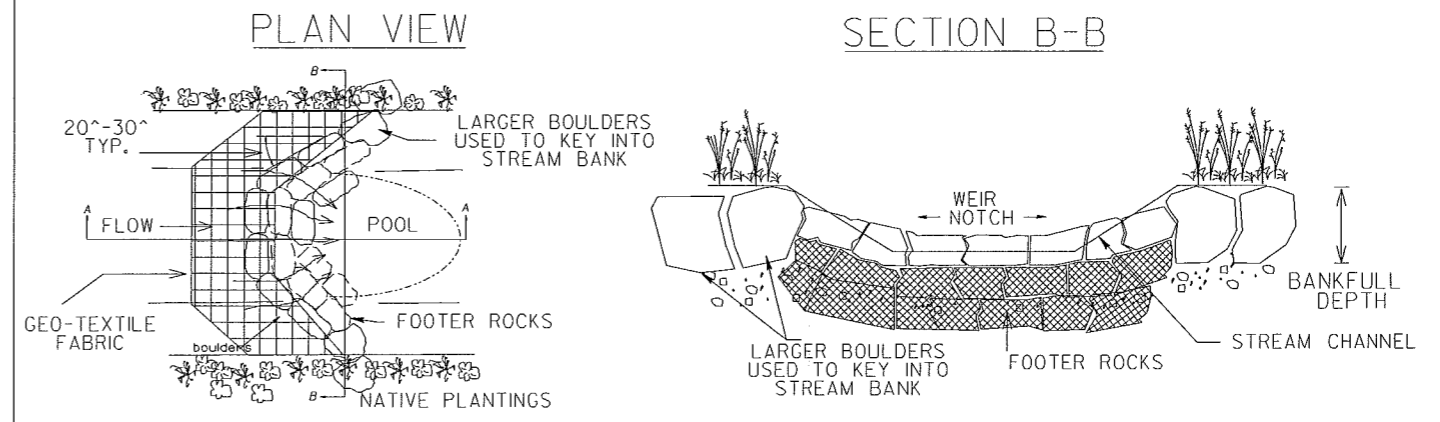 PLAN VIEW
B
20^-30^
TYP.
LARGER BOULDERS
USED TO KEY INTO
STREAM BANK
A
FLOW
POOL
A
GEO-TEXTILE
FABRIC
boulders
FOOTER ROCKS
B
NATIVE PLANTINGS
SECTION B-B
WEIR
NOTCH
BANKFULL
DEPTH
STREAM CHANNEL
LARGER BOULDERS
USED TO KEY INTO
STREAM BANK
FOOTER ROCKS